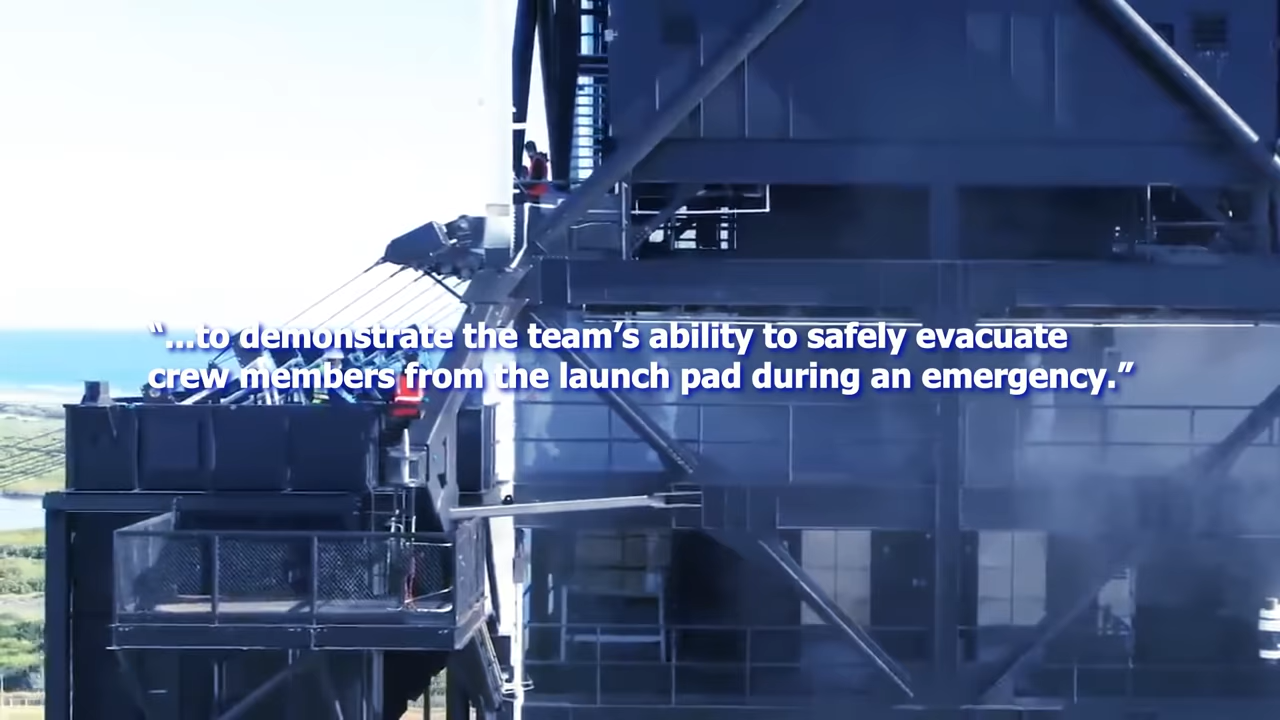 “...to demonstrate the team’s ability to safely evacuate
crew members from the launch pad during an emergency.”